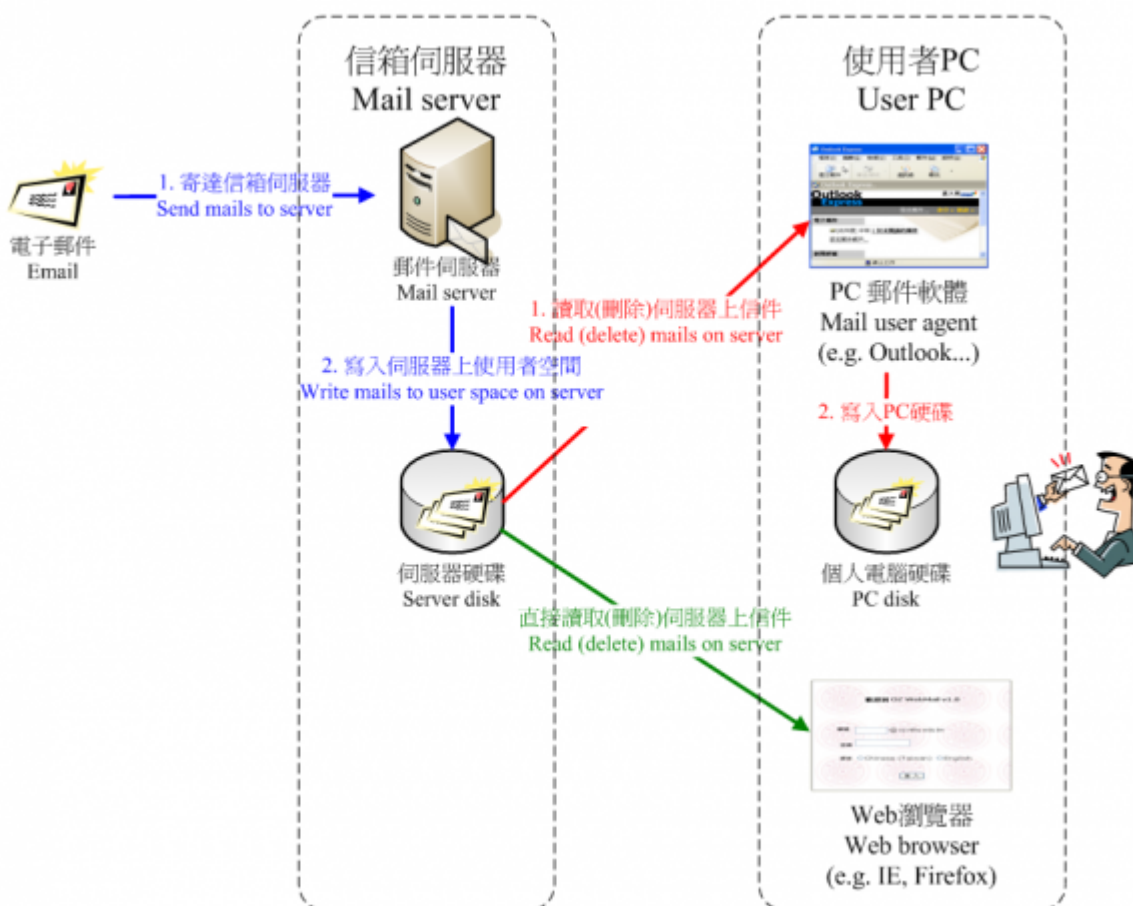 信箱伺服器
Mail server
使用者PC
User PC
1. 寄達信箱伺服器
Send mails to server
電子郵件
Email
郵件伺服器
Mail server
Outlook Express
Outlook
Express
1. 讀取(刪除)伺服器上信件
Read (delete) mails on server
PC 郵件軟體
Mail user agent
(e.g. Outlook...)
2. 寫入伺服器上使用者空間
Write mails to user space on server
2. 寫入PC硬碟
伺服器硬碟
Server disk
個人電腦硬碟
PC disk
直接讀取(刪除)伺服器上信件
Read (delete) mails on server
Web瀏覽器
Web browser
(e.g. IE, Firefox)